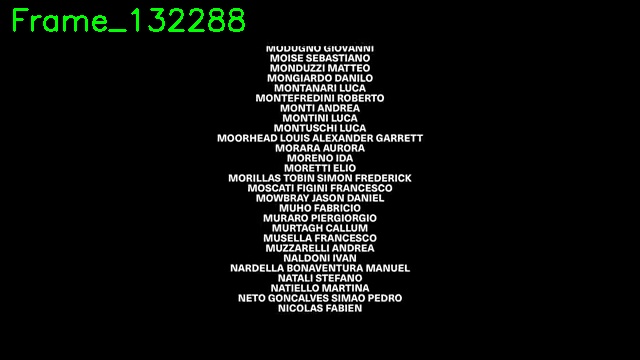 Frame_132288
MODUGNO GIOVANNI
MOISE SEBASTIANO
MONDUZZI MATTEO
MONGIARDO DANILO
MONTANARI LUCA
MONTEFREDINI ROBERTO
MONTI ANDREA
MONTINI LUCA
MONTUSCHI LUCA
MOORHEAD LOUIS ALEXANDER GARRETT
MORARA AURORA
MORENO IDA
MORETTI ELIO
MORILLAS TOBIN SIMON FREDERICK
MOSCATI FIGINI FRANCESCO
MOWBRAY JASON DANIEL
MUHO FABRICIO
MURARO PIERGIORGIO
MURTAGH CALLUM
MUSELLA FRANCESCO
MUZZARELLI ANDREA
NALDONI IVAN
NARDELLA BONAVENTURA MANUEL
NATALI STEFANO
NATIELLO MARTINA
NETO GONCALVES SIMAO PEDRO
NICOLAS FABIEN